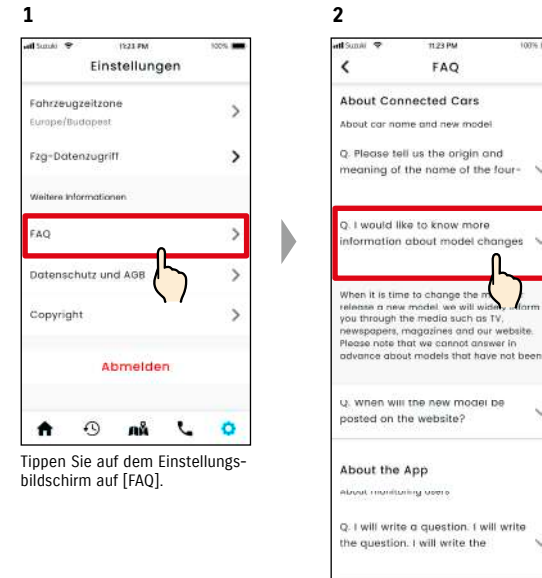 1
Suzuki 11:23 PM 100%
Einstellungen
Fahrzeugzeitzone
Europe/Budapest
Fzg-Datenzugriff
Weitere Informationen
FAQ
Datenschutz und AGB
Copyright
Abmelden
Tippen Sie auf dem Einstellungs-
bildschirm auf [FAQ].
2
Suzuki 11:23 PM 100%
FAQ
About Connected Cars
About car name and new model
Q. Please tell us the origin and
meaning of the name of the four-
Q. I would like to know more
information about model changes
When it is time to change the
release a new model, we will widely inform
you through the media such as TV,
newspapers, magazines and our website.
Please note that we cannot answer in
advance about models that have not been
Q. When will the new model be
posted on the website?
About the App
About monitoring users
Q. I will write a question. I will write
the question. I will write the